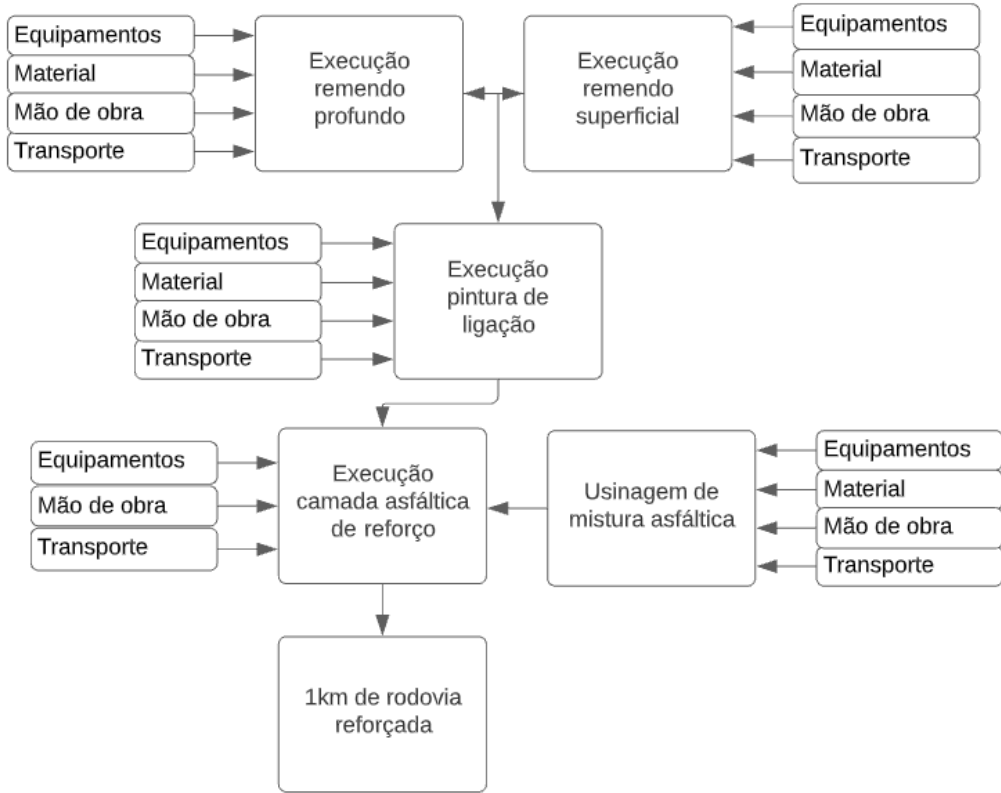 Equipamentos
Material
Mão de obra
Transporte
Execução
remendo
profundo
Execução
remendo
superficial
Equipamentos
Material
Mão de obra
Transporte
Equipamentos
Material
Mão de obra
Transporte
Execução
pintura de
ligação
Equipamentos
Mão de obra
Transporte
Execução
camada asfáltica
de reforço
Usinagem de
mistura asfáltica
Equipamentos
Material
Mão de obra
Transporte
1km de rodovia
reforçada